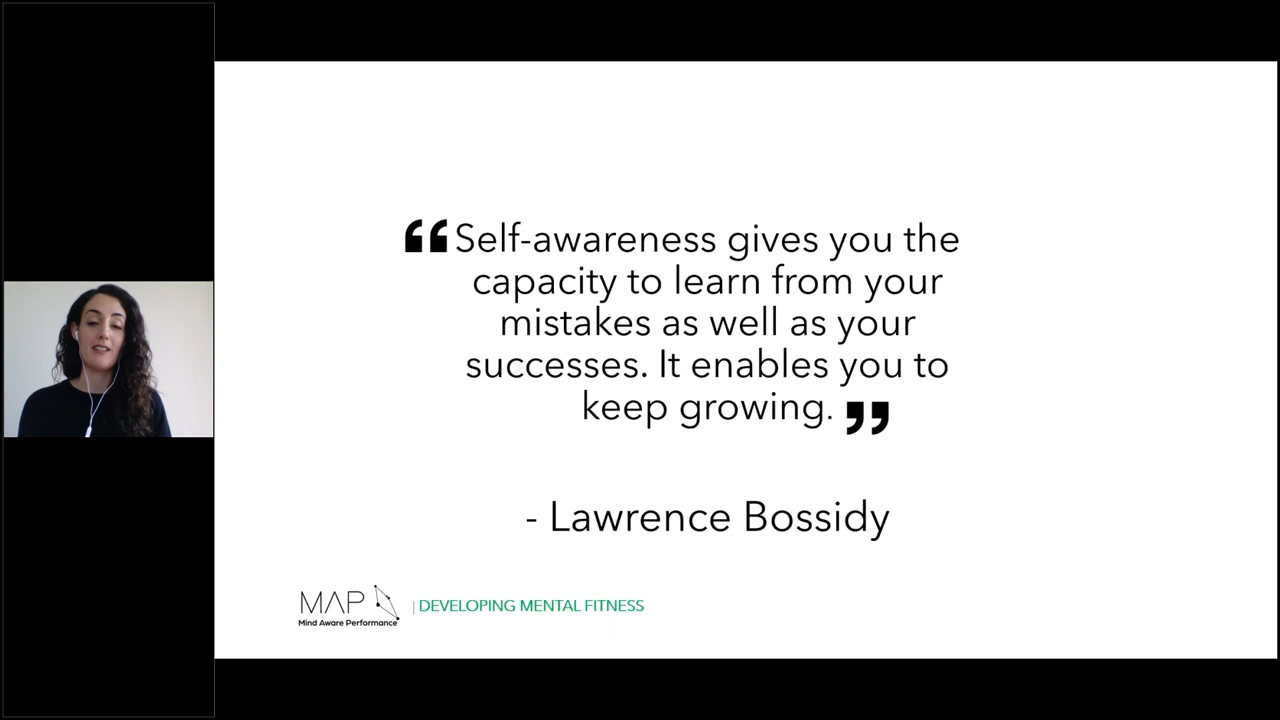 “Self-awareness gives you the
capacity to learn from your
mistakes as well as your
successes. It enables you to
keep growing. ”
- Lawrence Bossidy
MAP
Mind Aware Performance
| DEVELOPING MENTAL FITNESS